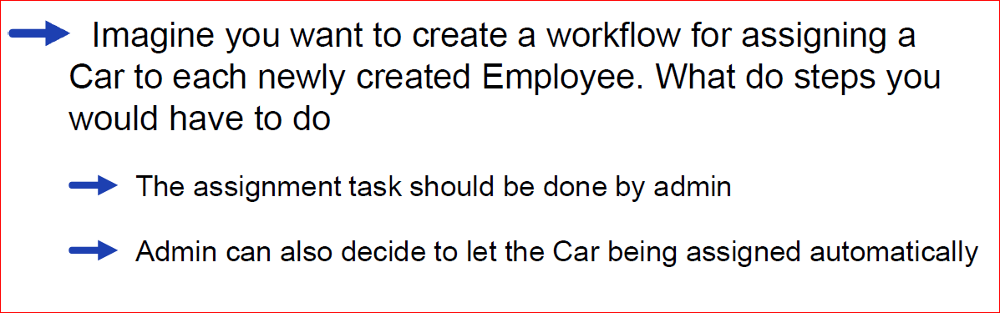 Imagine you want to create a workflow for assigning a
Car to each newly created Employee. What do steps you
would have to do
The assignment task should be done by admin
Admin can also decide to let the Car being assigned automatically